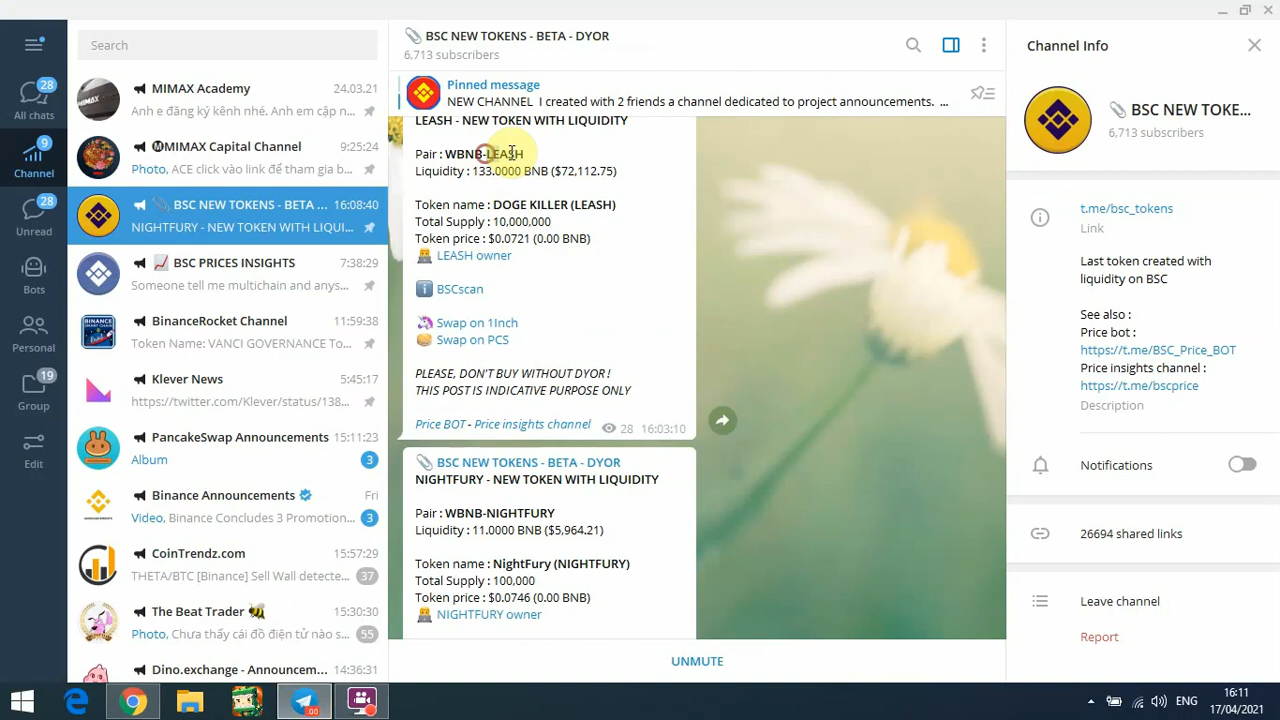 Search
28
All chats
9
Channel
28
Unread
Bots
Personal
19
Group
Edit
MIMAX Academy
24.03.21
Anh e đăng ký kênh nhé. Anh em cập n...
ⓂMIMAX Capital Channel
9:25:24
Photo, ACE click vào link để tham gia b...
BSC NEW TOKENS - BETA ...
16:08:40
NIGHTFURY - NEW TOKEN WITH LIQUI...
BSC PRICES INSIGHTS
7:38:29
Someone tell me multichain and anys...
BinanceRocket Channel
11:59:38
Token Name: VANCI GOVERNANCE To...
Klever News
5:45:17
https://twitter.com/Klever/status/138...
PancakeSwap Announcements
15:11:23
Album
3
Binance Announcements
Fri
Video, Binance Concludes 3 Promotion...
3
CoinTrendz.com
15:57:29
THETA/BTC [Binance] Sell Wall detecte...
37
The Beat Trader
15:30:30
Photo, Chưa thấy cái đồ điện tử nào s...
55
Dino.exchange - Announcem...
14:36:31
BSC NEW TOKENS - BETA - DYOR
6,713 subscribers
Pinned message
NEW CHANNEL I created with 2 friends a channel dedicated to project announcements. ...
LEASH - NEW TOKEN WITH LIQUIDITY
Pair : WBNB-LEASH
Liquidity : 133.0000 BNB ($72,112.75)
Token name : DOGE KILLER (LEASH)
Total Supply : 10,000,000
Token price : $0.0721 (0.00 BNB)
LEASH owner
BSCscan
Swap on 1Inch
Swap on PCS
PLEASE, DON'T BUY WITHOUT DYOR !
THIS POST IS INDICATIVE PURPOSE ONLY
Price BOT - Price insights channel
28 16:03:10
BSC NEW TOKENS - BETA - DYOR
NIGHTFURY - NEW TOKEN WITH LIQUIDITY
Pair : WBNB-NIGHTFURY
Liquidity : 11.0000 BNB ($5,964.21)
Token name : NightFury (NIGHTFURY)
Total Supply : 100,000
Token price : $0.0746 (0.00 BNB)
NIGHTFURY owner
UNMUTE
Channel Info
BSC NEW TOKE...
6,713 subscribers
t.me/bsc_tokens
Link
Last token created with
liquidity on BSC
See also :
Price bot :
https://t.me/BSC_Price_BOT
Price insights channel :
https://t.me/bscprice
Description
Notifications
26694 shared links
Leave channel
Report
ENG
16:11
17/04/2021